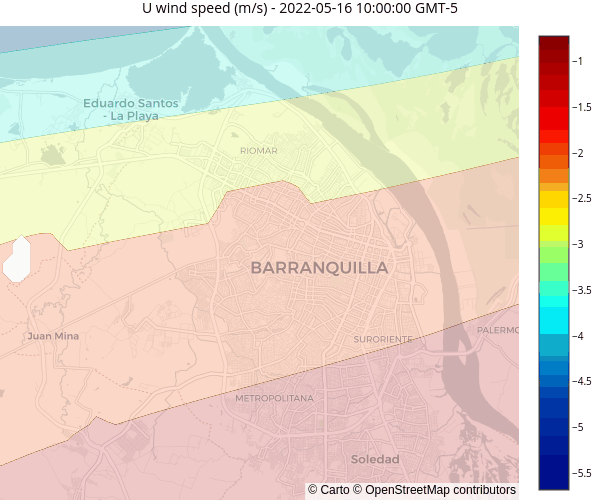 U wind speed (m/s) - 2022-05-16 10:00:00 GMT-5
Eduardo Santos
- La Playa
RIOMAR
BARRANQUILLA
Juan Mina
SURORIENTE
PALERMO
METROPOLITANA
Soledad
© Carto © OpenStreetMap contributors
−1
−1.5
−2
−2.5
−3
−3.5
−4
−4.5
−5
−5.5